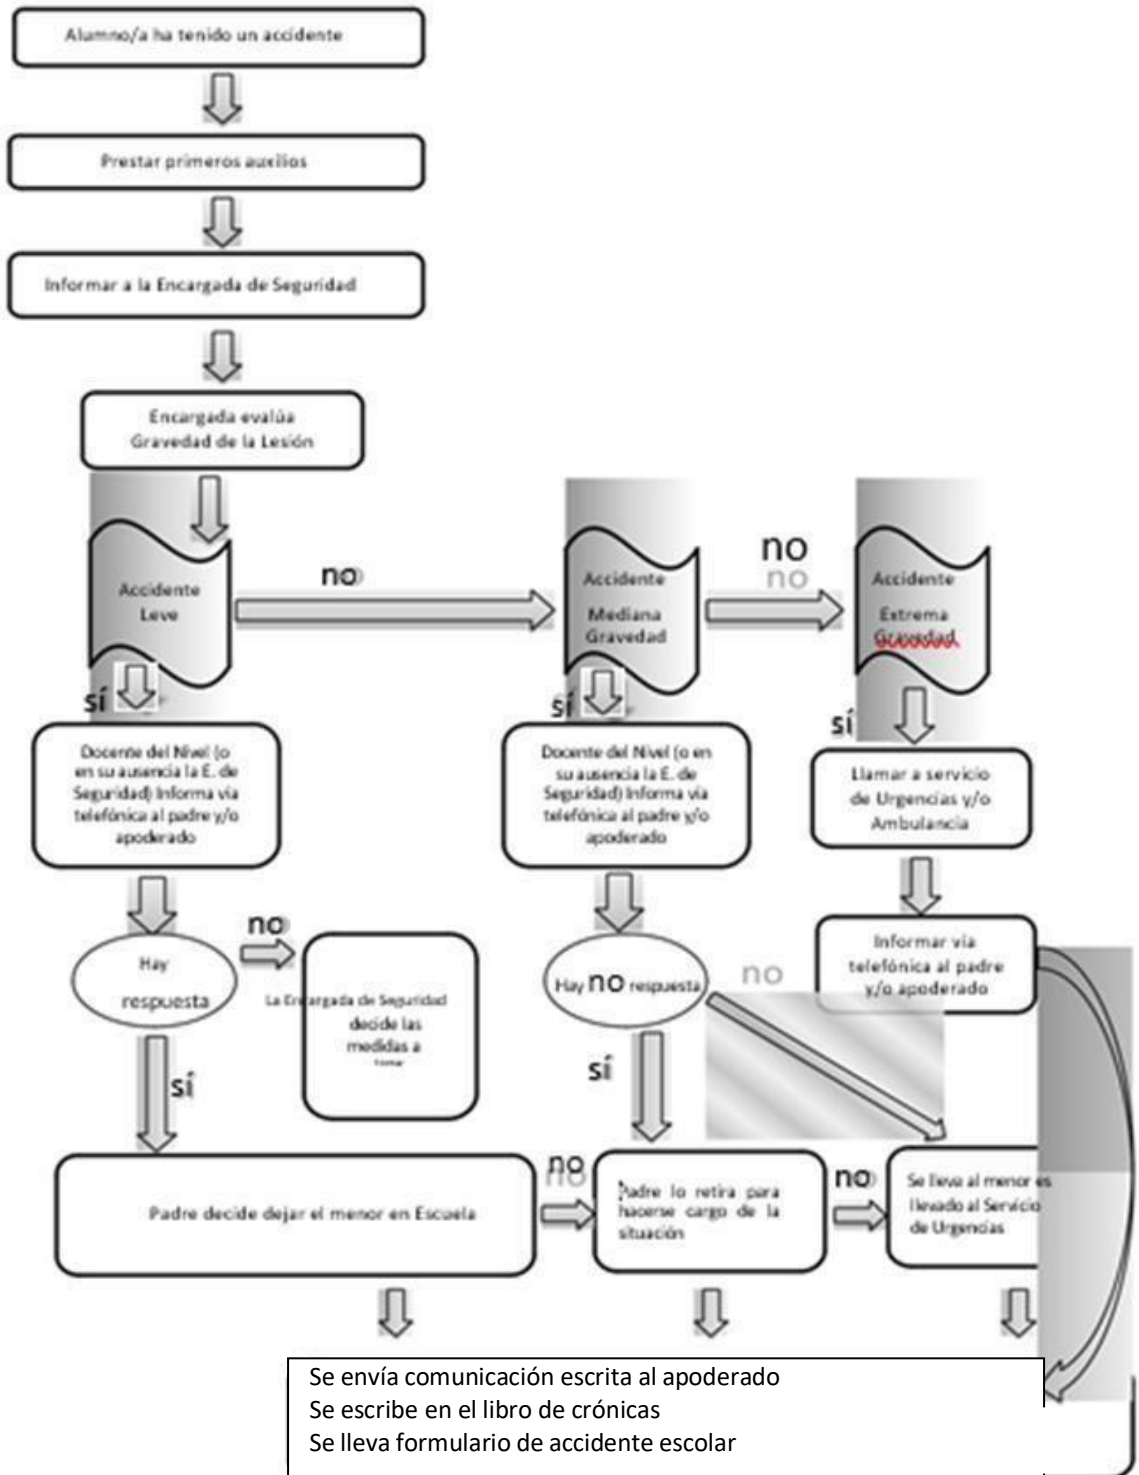 Alumno/a ha tenido un accidente
Prestar primeros auxilios
Informar a la Encargada de Seguridad
Encargada evalúa
Gravedad de la Lesión
Accidente
Leve
no
Accidente
Mediana
Gravedad
no
no
Accidente
Extrema
Gravedad
sí
sí
sí
Docente del Nivel (o
en su ausencia la E. de
Seguridad) Informa vía
telefónica al padre y/o
apoderado
Docente del Nivel (o en
su ausencia la E. de
Seguridad) Informa vía
telefónica al padre y/o
apoderado
Llamar a servicio
de Urgencias y/o
Ambulancia
Hay
respuesta
no
La Encargada de Seguridad
decide las
medidas a
tomar
Hay no respuesta
no
Informar vía
telefónica al padre
y/o apoderado
sí
sí
Padre decide dejar el menor en Escuela
no
no
Padre lo retira para
hacerse cargo de la
situación
no
Se lleva al menor es
llevado al Servicio
de Urgencias
Se envía comunicación escrita al apoderado
Se escribe en el libro de crónicas
Se lleva formulario de accidente escolar